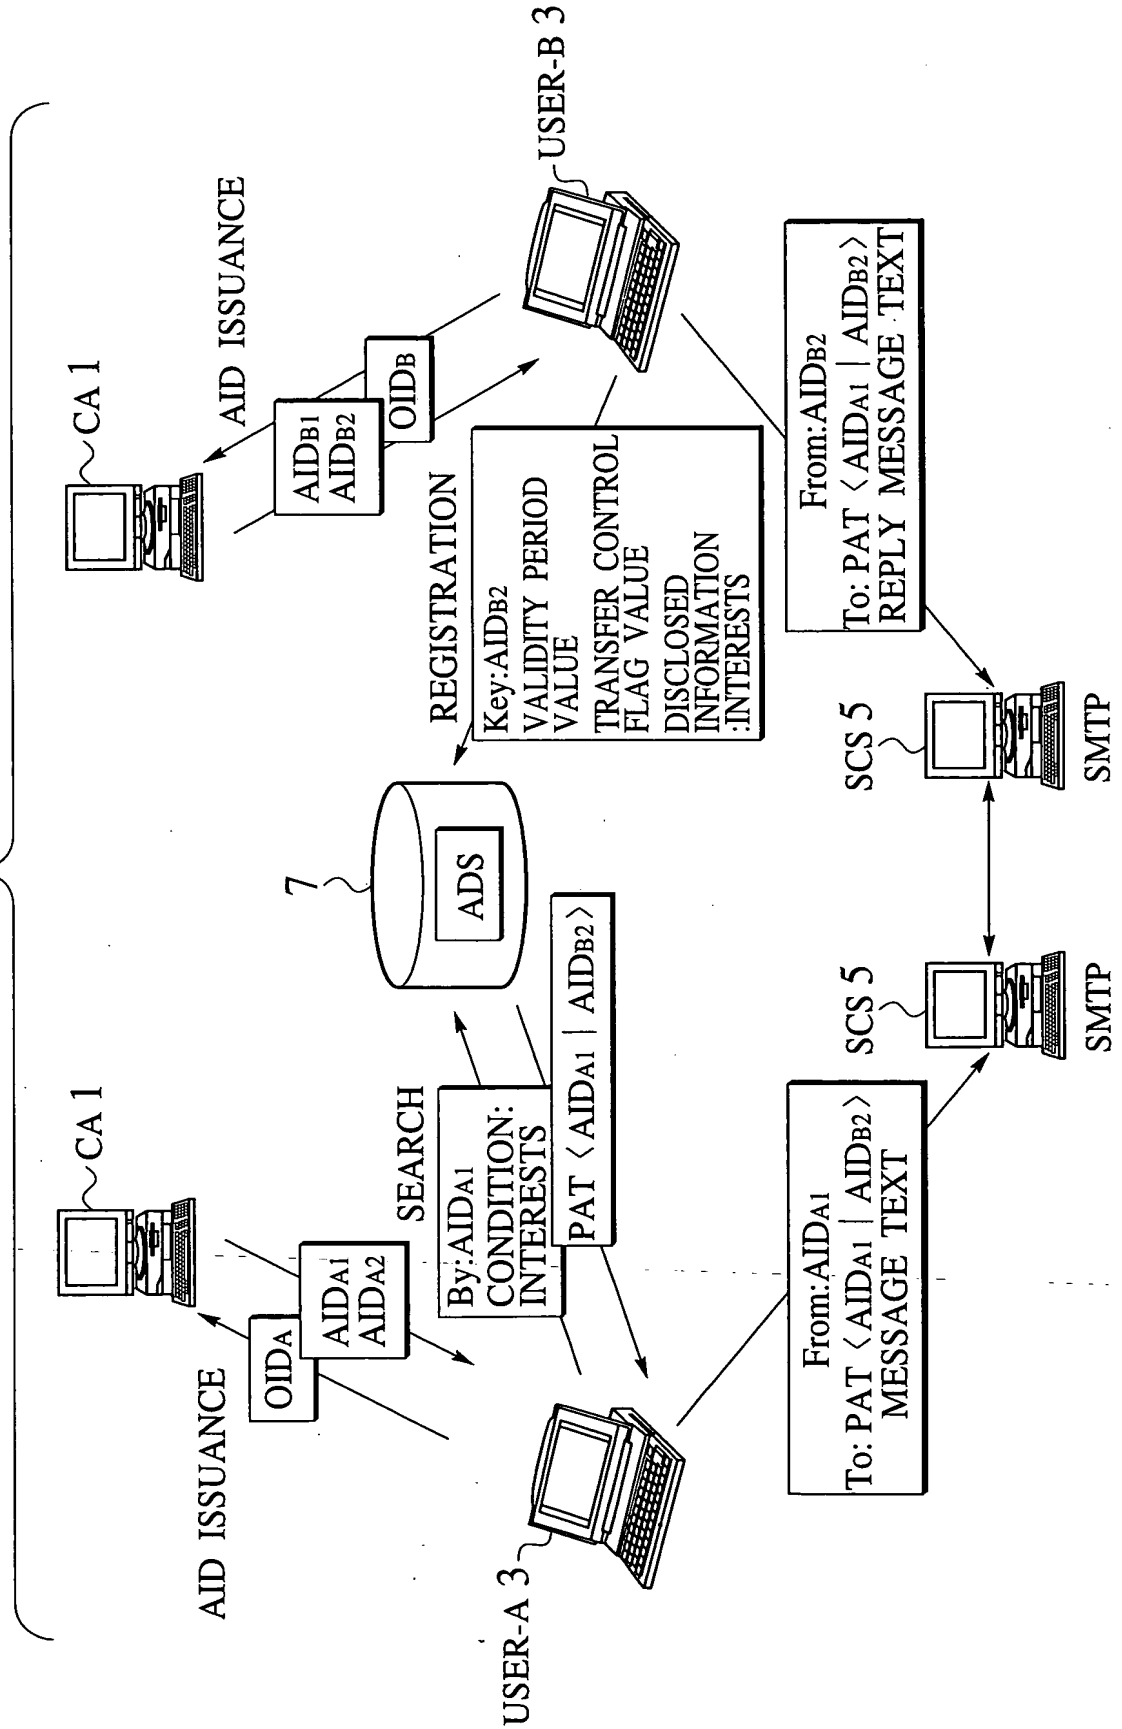 CA 1
AID ISSUANCE
OIDA
AIDA1
AIDA2
USER-A 3
SEARCH
By:AIDA1
CONDITION:
INTERESTS
PAT <AIDA1 | AIDB2>
7
ADS
CA 1
AID ISSUANCE
AIDB1
AIDB2
OIDB
USER-B 3
REGISTRATION
Key:AIDB2
VALIDITY PERIOD
VALUE
TRANSFER CONTROL
FLAG VALUE
DISCLOSED
INFORMATION
:INTERESTS
From:AIDA1
To: PAT <AIDA1 | AIDB2>
MESSAGE TEXT
SCS 5
SMTP
SCS 5
SMTP
From:AIDB2
To: PAT <AIDA1 | AIDB2>
REPLY MESSAGE TEXT